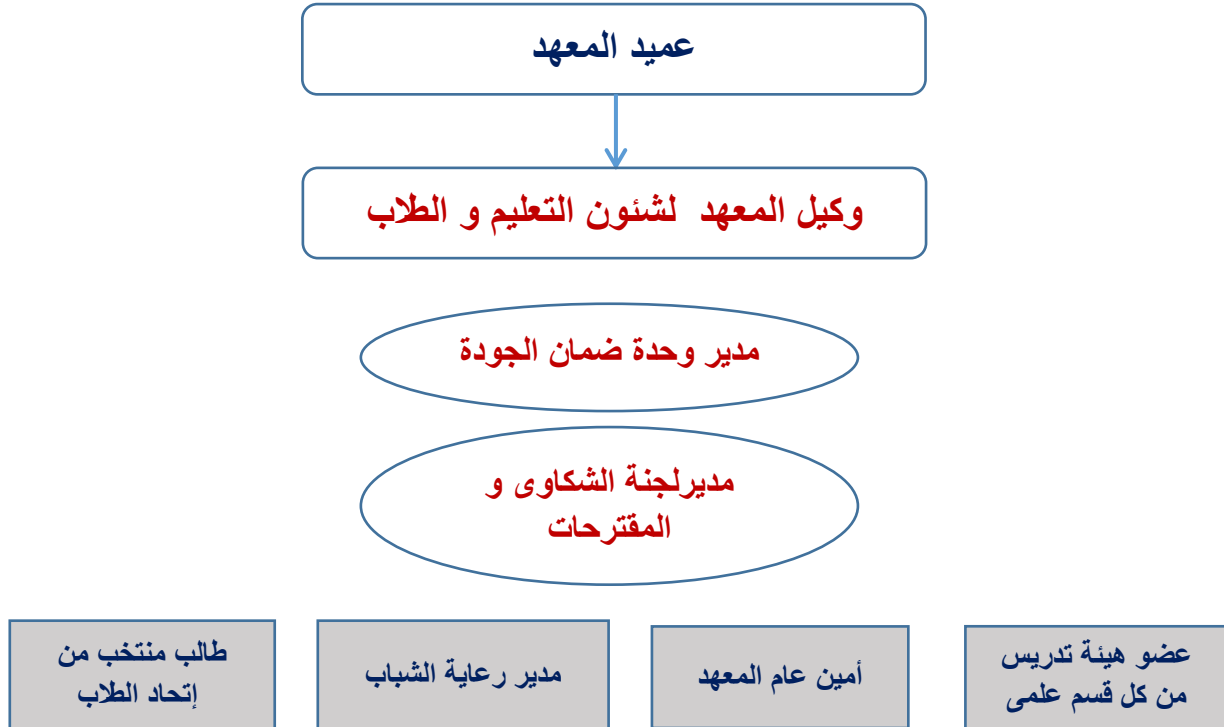 عميد المعهد
وكيل المعهد لشئون التعليم و الطلاب
مدير وحدة ضمان الجودة
مديرلجنة الشكاوى و
المقترحات
عضو هيئة تدريس
من كل قسم علمى
أمين عام المعهد
مدير رعاية الشباب
طالب منتخب من
إتحاد الطلاب